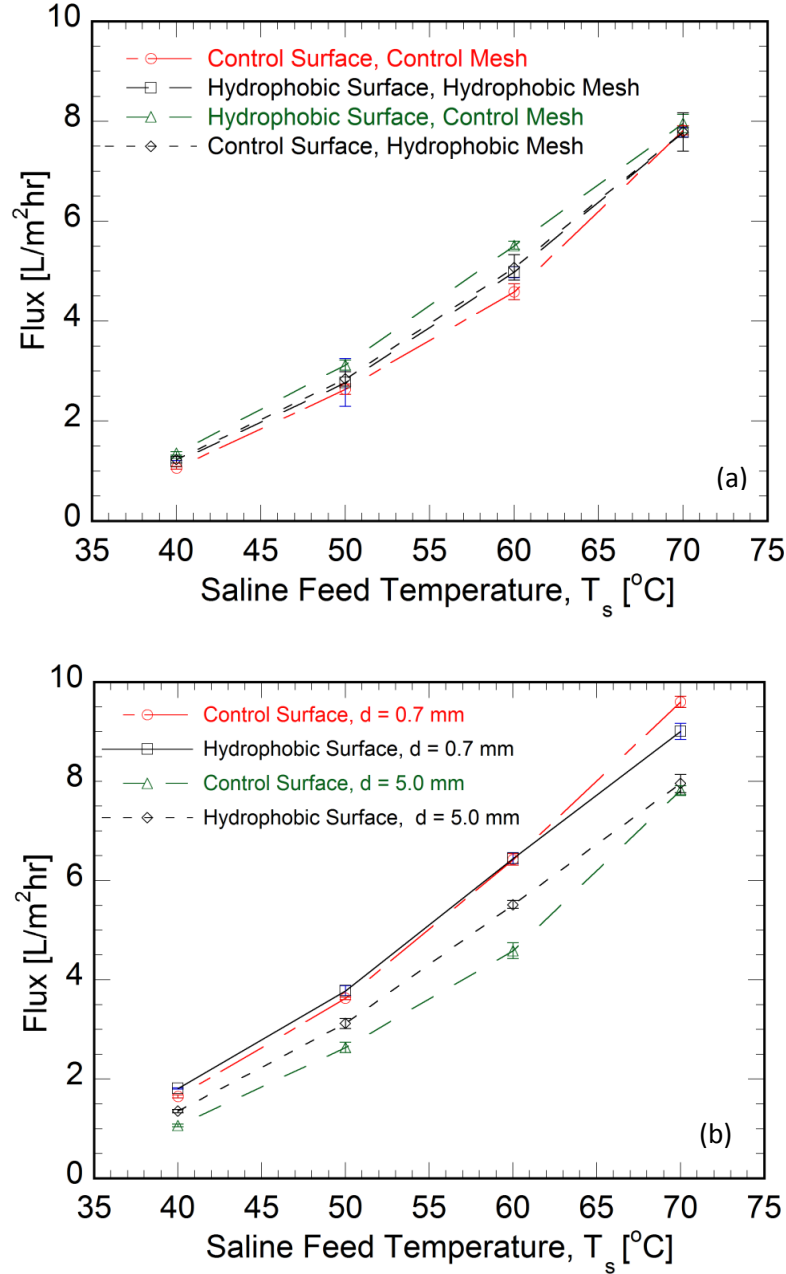 10
8
6
4
2
0
Flux [L/m²hr]
Control Surface, Control Mesh
Hydrophobic Surface, Hydrophobic Mesh
Hydrophobic Surface, Control Mesh
Control Surface, Hydrophobic Mesh
(a)
35 40 45 50 55 60 65 70 75
Saline Feed Temperature, T_s [°C]
10
8
6
4
2
0
Flux [L/m²hr]
Control Surface, d = 0.7 mm
Hydrophobic Surface, d = 0.7 mm
Control Surface, d = 5.0 mm
Hydrophobic Surface, d = 5.0 mm
(b)
35 40 45 50 55 60 65 70 75
Saline Feed Temperature, T_s [°C]